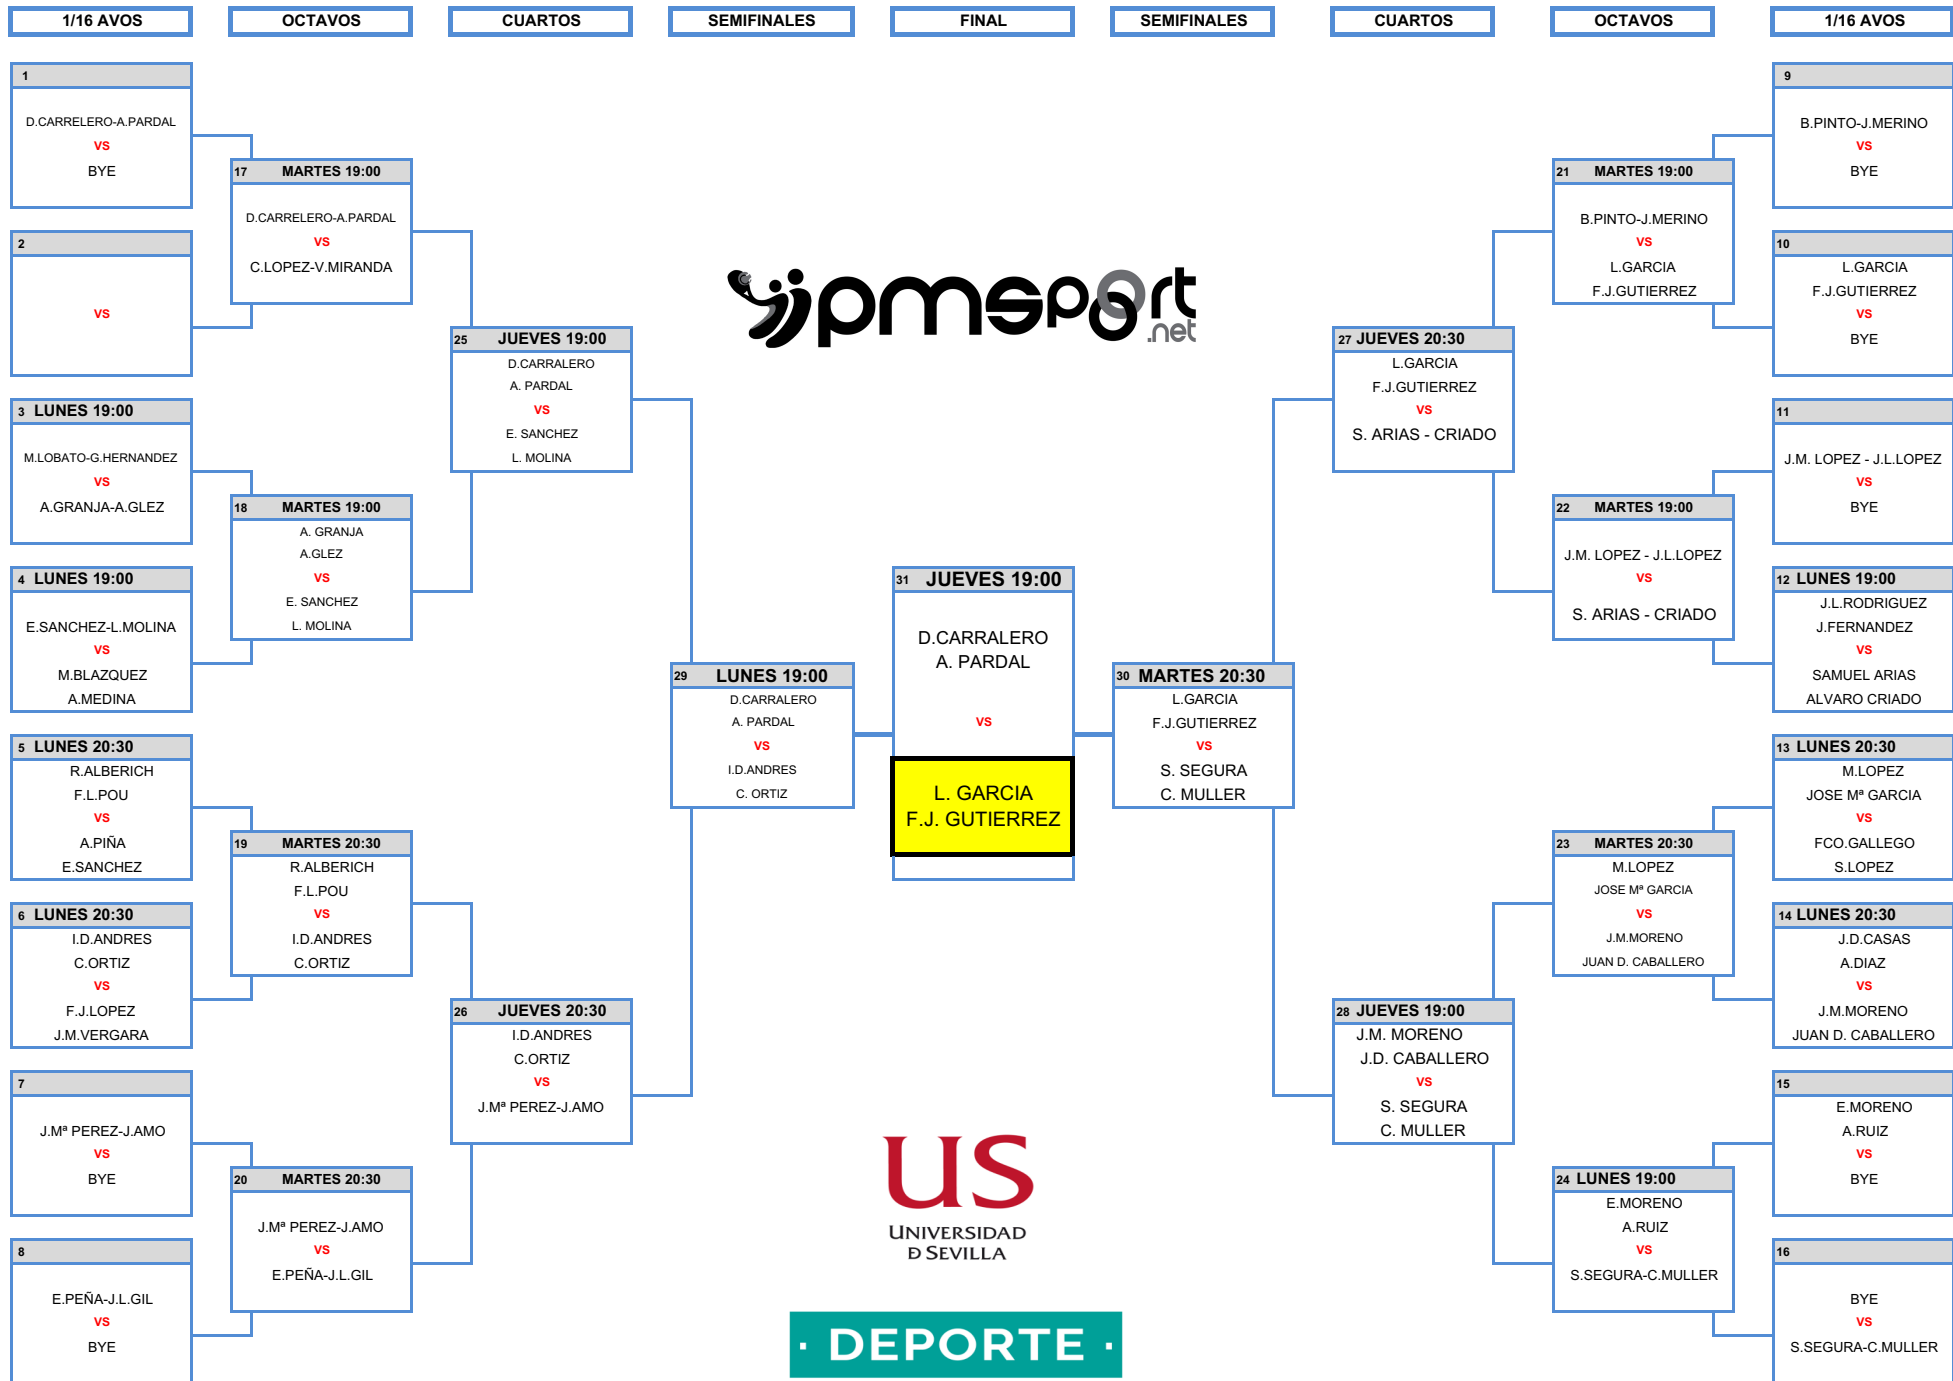 1/16 AVOS
OCTAVOS
CUARTOS
SEMIFINALES
FINAL
SEMIFINALES
CUARTOS
OCTAVOS
1/16 AVOS
1
D.CARRELERO-A.PARDAL
VS
BYE
2
VS
3 LUNES 19:00
M.LOBATO-G.HERNANDEZ
VS
A.GRANJA-A.GLEZ
4 LUNES 19:00
E.SANCHEZ-L.MOLINA
VS
M.BLAZQUEZ
A.MEDINA
5 LUNES 20:30
R.ALBERICH
F.L.POU
VS
A.PIÑA
E.SANCHEZ
6 LUNES 20:30
I.D.ANDRES
C.ORTIZ
VS
F.J.LOPEZ
J.M.VERGARA
7
J.Mª PEREZ-J.AMO
VS
BYE
8
E.PEÑA-J.L.GIL
VS
BYE
17 MARTES 19:00
D.CARRELERO-A.PARDAL
VS
C.LOPEZ-V.MIRANDA
18 MARTES 19:00
A. GRANJA
A.GLEZ
VS
E. SANCHEZ
L. MOLINA
19 MARTES 20:30
R.ALBERICH
F.L.POU
VS
I.D.ANDRES
C.ORTIZ
20 MARTES 20:30
J.Mª PEREZ-J.AMO
VS
E.PEÑA-J.L.GIL
25 JUEVES 19:00
D.CARRALERO
A. PARDAL
VS
E. SANCHEZ
L. MOLINA
26 JUEVES 20:30
I.D.ANDRES
C.ORTIZ
VS
J.Mª PEREZ-J.AMO
29 LUNES 19:00
D.CARRALERO
A. PARDAL
VS
I.D.ANDRES
C. ORTIZ
pmsport
.net
31 JUEVES 19:00
D.CARRALERO
A. PARDAL
VS
L. GARCIA
F.J. GUTIERREZ
US
UNIVERSIDAD
D SEVILLA
· DEPORTE ·
30 MARTES 20:30
L.GARCIA
F.J.GUTIERREZ
VS
S. SEGURA
C. MULLER
27 JUEVES 20:30
L.GARCIA
F.J.GUTIERREZ
VS
S. ARIAS - CRIADO
28 JUEVES 19:00
J.M. MORENO
J.D. CABALLERO
VS
S. SEGURA
C. MULLER
21 MARTES 19:00
B.PINTO-J.MERINO
VS
L.GARCIA
F.J.GUTIERREZ
22 MARTES 19:00
J.M. LOPEZ - J.L.LOPEZ
VS
S. ARIAS - CRIADO
23 MARTES 20:30
M.LOPEZ
JOSE Mª GARCIA
VS
J.M.MORENO
JUAN D. CABALLERO
24 LUNES 19:00
E.MORENO
A.RUIZ
VS
S.SEGURA-C.MULLER
9
B.PINTO-J.MERINO
VS
BYE
10
L.GARCIA
F.J.GUTIERREZ
VS
BYE
11
J.M. LOPEZ - J.L.LOPEZ
VS
BYE
12 LUNES 19:00
J.L.RODRIGUEZ
J.FERNANDEZ
VS
SAMUEL ARIAS
ALVARO CRIADO
13 LUNES 20:30
M.LOPEZ
JOSE Mª GARCIA
VS
FCO.GALLEGO
S.LOPEZ
14 LUNES 20:30
J.D.CASAS
A.DIAZ
VS
J.M.MORENO
JUAN D. CABALLERO
15
E.MORENO
A.RUIZ
VS
BYE
16
BYE
VS
S.SEGURA-C.MULLER